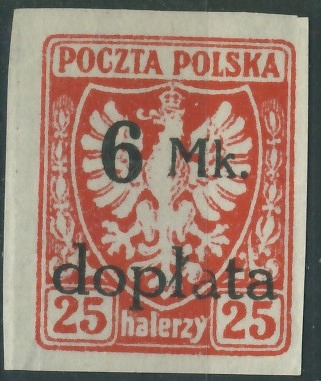 POCZTA POLSKA
6 Mk.
dopłata
25 halerzy 25